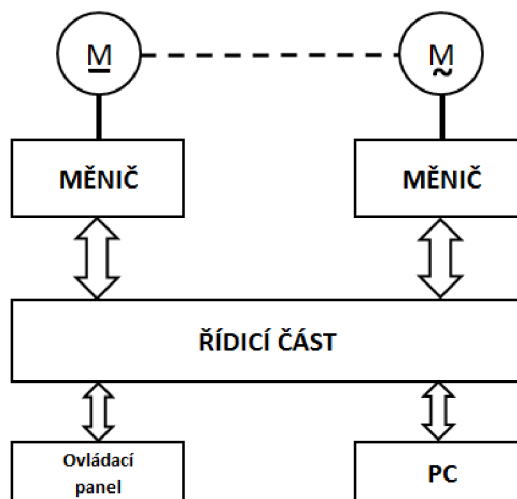 M M
MĚNIČ MĚNIČ
ŘÍDICÍ ČÁST
Ovládací
panel
PC